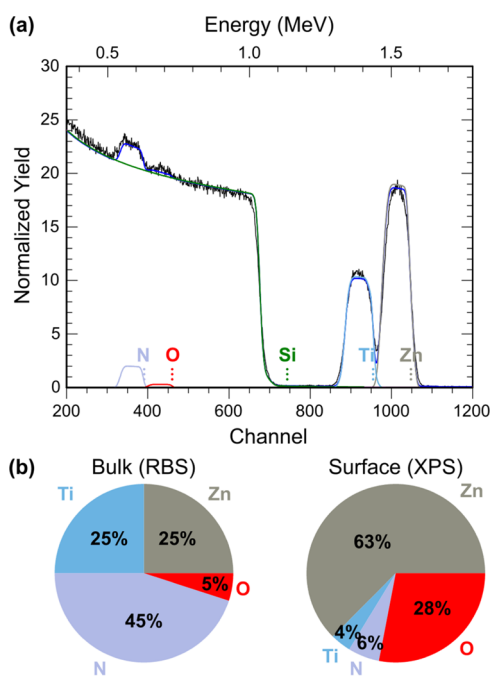 (a)
Energy (MeV)
0.5 1.0 1.5
30
25
20
15
10
5
0
Normalized Yield
N O Si Ti Zn
200 400 600 800 1000 1200
Channel
(b)
Bulk (RBS)
Ti Zn
25% 25%
5% O
45%
N
Surface (XPS)
Zn
63%
28%
4% 6%
Ti N O